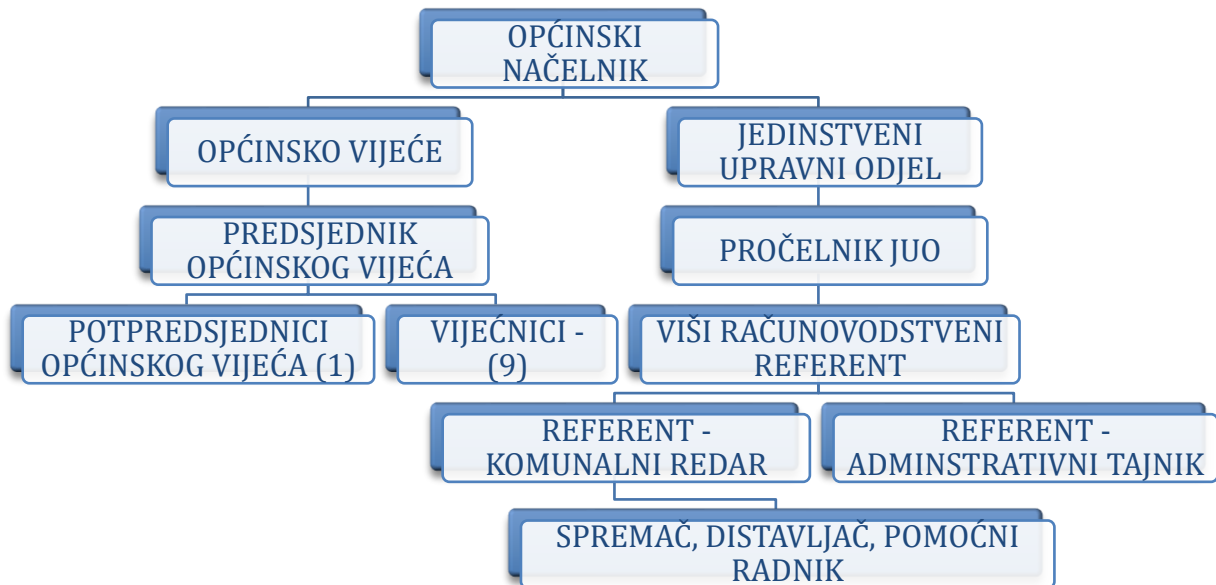 OPĆINSKI
NAČELNIK
OPĆINSKO VIJEĆE
JEDINSTVENI
UPRAVNI ODJEL
PREDSJEDNIK
OPĆINSKOG VIJEĆA
PROČELNIK JUO
POTPREDSJEDNICI
OPĆINSKOG VIJEĆA (1)
VIJEĆNICI -
(9)
VIŠI RAČUNOVODSTVENI
REFERENT
REFERENT -
KOMUNALNI REDAR
REFERENT -
ADMINSTRATIVNI TAJNIK
SPREMAČ, DISTAVLJAČ, POMOĆNI
RADNIK